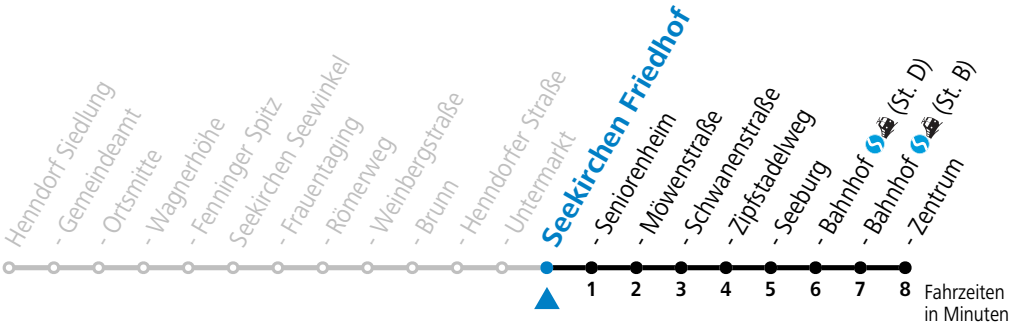 Henndorf Siedlung
- Gemeindeamt
- Ortsmitte
- Wagnerhöhe
- Fenninger Spitz
Seekirchen Seewinkel
- Frauentaging
- Römerweg
- Weinbergstraße
- Brunn
- Henndorfer Straße
- Untermarkt
Seekirchen Friedhof
- Seniorenheim
- Möwenstraße
- Schwanenstraße
- Zipfstadelweg
- Seeburg
- Bahnhof (St. D)
- Bahnhof (St. B)
- Zentrum
1 2 3 4 5 6 7 8
Fahrzeiten
in Minuten